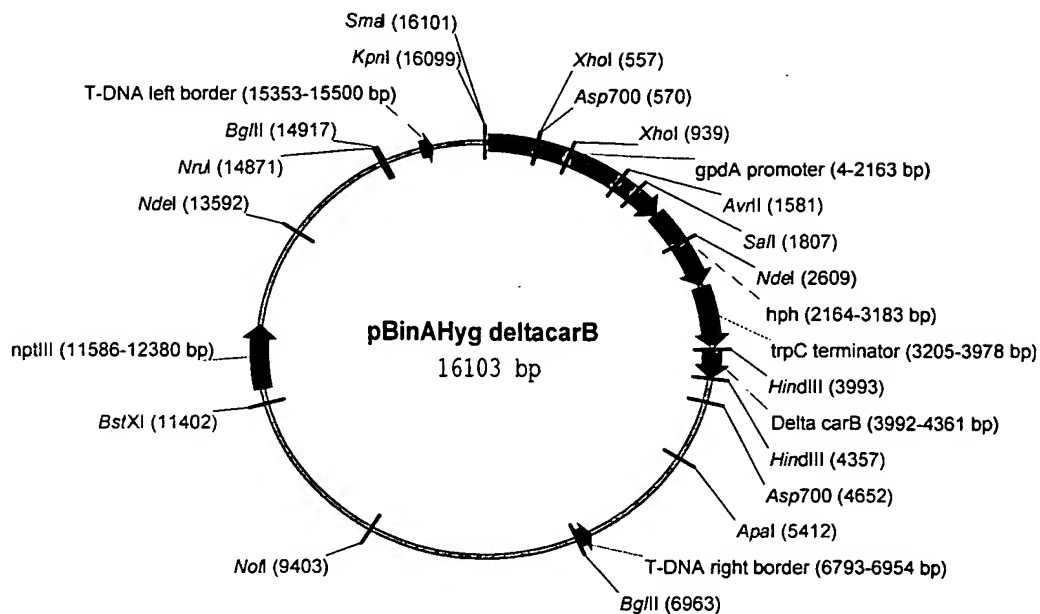 SmaI (16101)
KpnI (16099)
T-DNA left border (15353-15500 bp)
BglII (14917)
NruI (14871)
NdeI (13592)
nptIII (11586-12380 bp)
BstXI (11402)
NotI (9403)
XhoI (557)
Asp700 (570)
XhoI (939)
gpdA promoter (4-2163 bp)
AvrII (1581)
SalI (1807)
NdeI (2609)
hph (2164-3183 bp)
trpC terminator (3205-3978 bp)
HindIII (3993)
Delta carB (3992-4361 bp)
HindIII (4357)
Asp700 (4652)
ApaI (5412)
T-DNA right border (6793-6954 bp)
BglII (6963)
pBinAHyg deltacarB
16103 bp